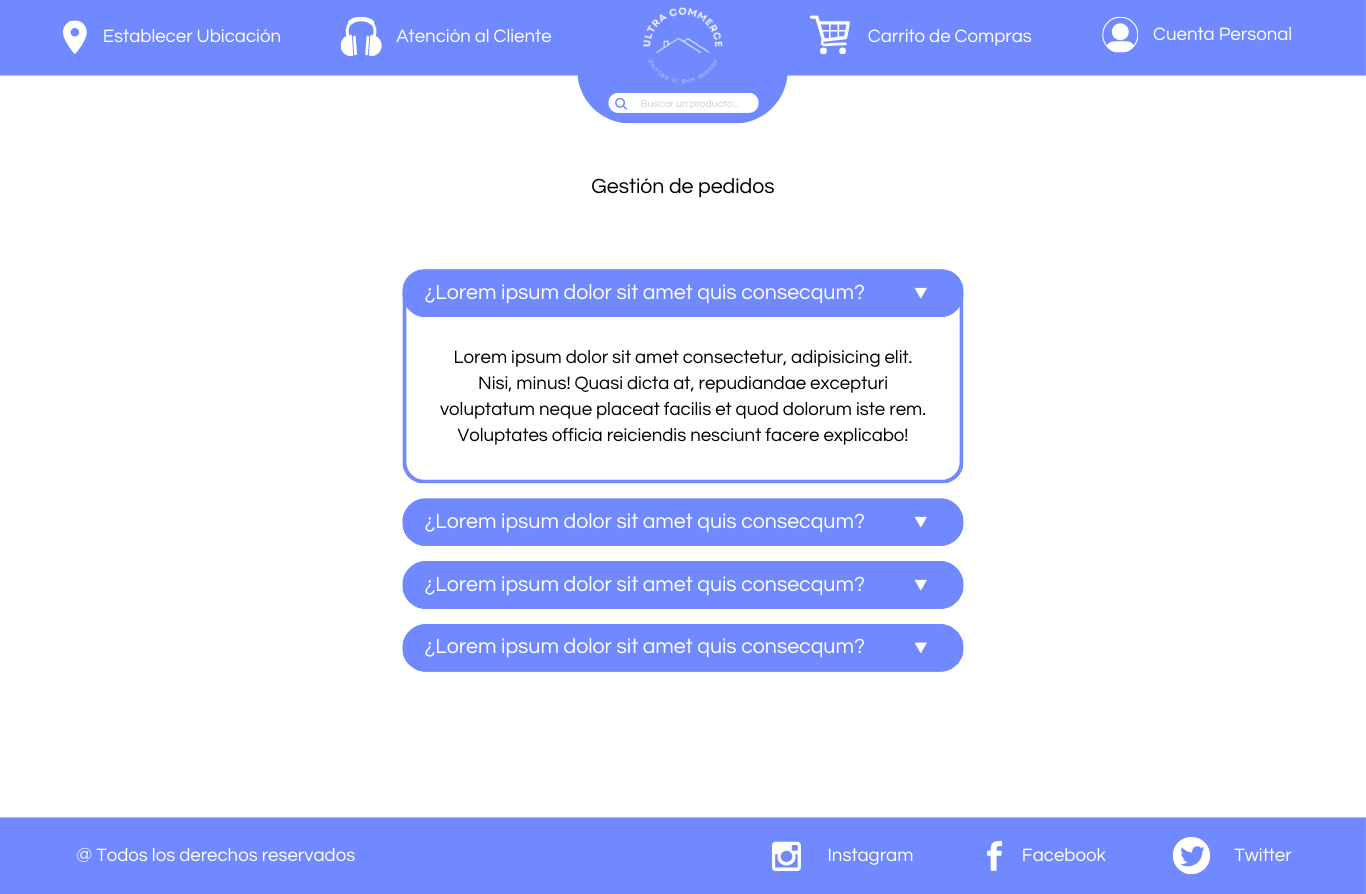 Establecer Ubicación
Atención al Cliente
ULTRA COMMERCE
Ventas al por menor
Carrito de Compras
Cuenta Personal
Buscar un producto...
Gestión de pedidos
¿Lorem ipsum dolor sit amet quis consecqum? ▼
Lorem ipsum dolor sit amet consectetur, adipisicing elit.
Nisi, minus! Quasi dicta at, repudiandae excepturi
voluptatum neque placeat facilis et quod dolorum iste rem.
Voluptates officia reiciendis nesciunt facere explicabo!
¿Lorem ipsum dolor sit amet quis consecqum? ▼
¿Lorem ipsum dolor sit amet quis consecqum? ▼
¿Lorem ipsum dolor sit amet quis consecqum? ▼
@ Todos los derechos reservados
Instagram
Facebook
Twitter